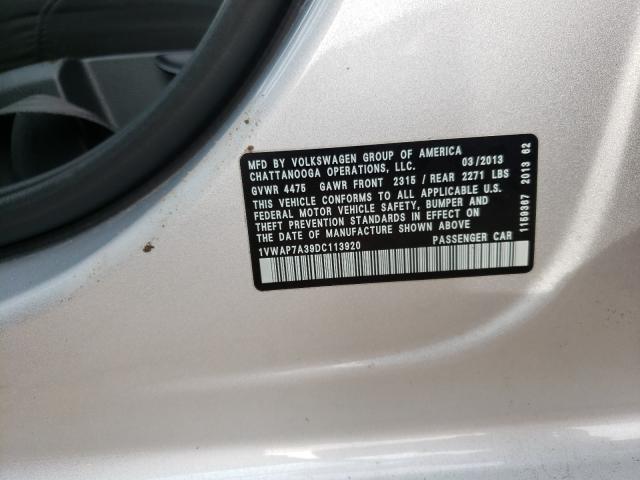 MFD BY VOLKSWAGEN GROUP OF AMERICA
CHATTANOOGA OPERATIONS, LLC. 03/2013
GVWR 4475 GAWR FRONT 2315 / REAR 2271 LBS
THIS VEHICLE CONFORMS TO ALL APPLICABLE U.S.
FEDERAL MOTOR VEHICLE SAFETY, BUMPER AND
THEFT PREVENTION STANDARDS IN EFFECT ON
THE DATE OF MANUFACTURE SHOWN ABOVE
1VWAP7A39DC113920 PASSENGER CAR
1159367 2013 62